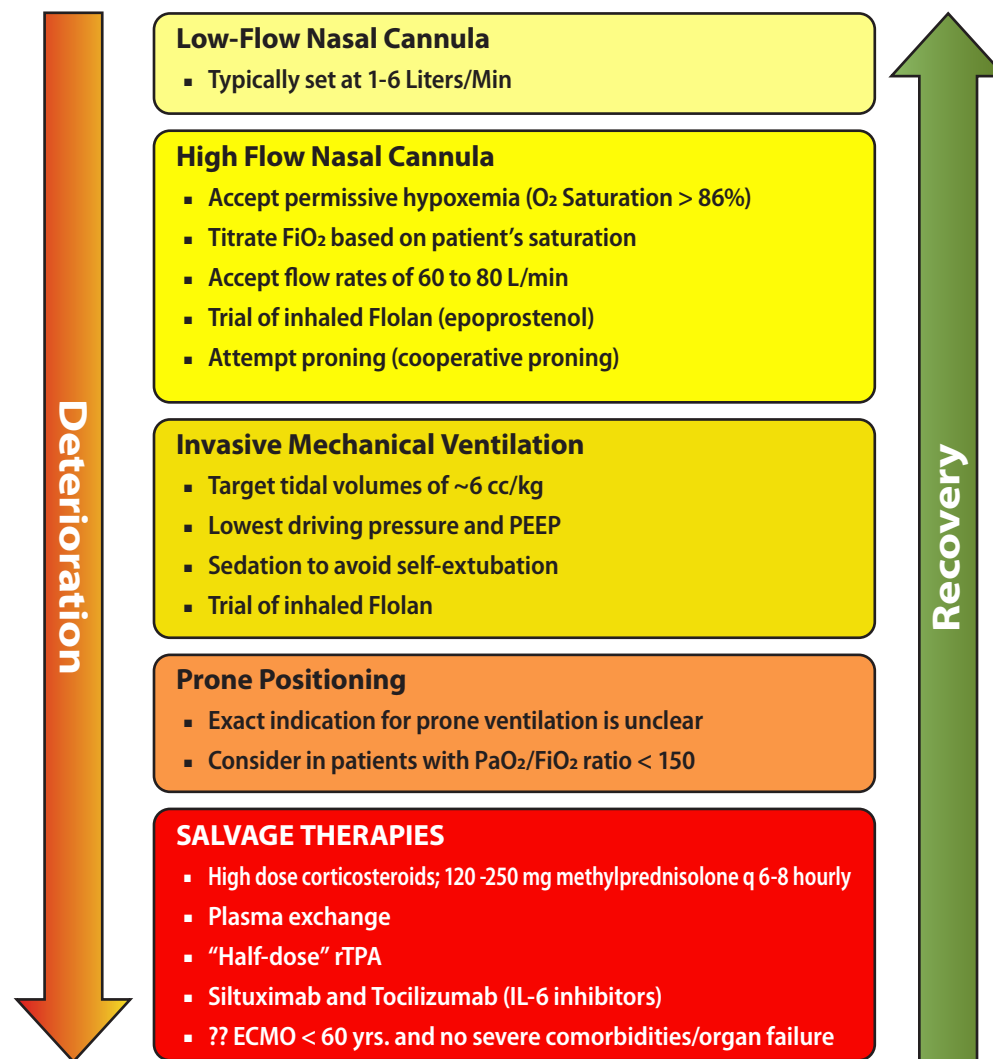 Deterioration
Low-Flow Nasal Cannula
▪ Typically set at 1-6 Liters/Min
High Flow Nasal Cannula
▪ Accept permissive hypoxemia (O₂ Saturation > 86%)
▪ Titrate FiO₂ based on patient's saturation
▪ Accept flow rates of 60 to 80 L/min
▪ Trial of inhaled Flolan (epoprostenol)
▪ Attempt proning (cooperative proning)
Invasive Mechanical Ventilation
▪ Target tidal volumes of ~6 cc/kg
▪ Lowest driving pressure and PEEP
▪ Sedation to avoid self-extubation
▪ Trial of inhaled Flolan
Prone Positioning
▪ Exact indication for prone ventilation is unclear
▪ Consider in patients with PaO₂/FiO₂ ratio < 150
SALVAGE THERAPIES
▪ High dose corticosteroids; 120 -250 mg methylprednisolone q 6-8 hourly
▪ Plasma exchange
▪ “Half-dose” rTPA
▪ Siltuximab and Tocilizumab (IL-6 inhibitors)
▪ ?? ECMO < 60 yrs. and no severe comorbidities/organ failure
Recovery